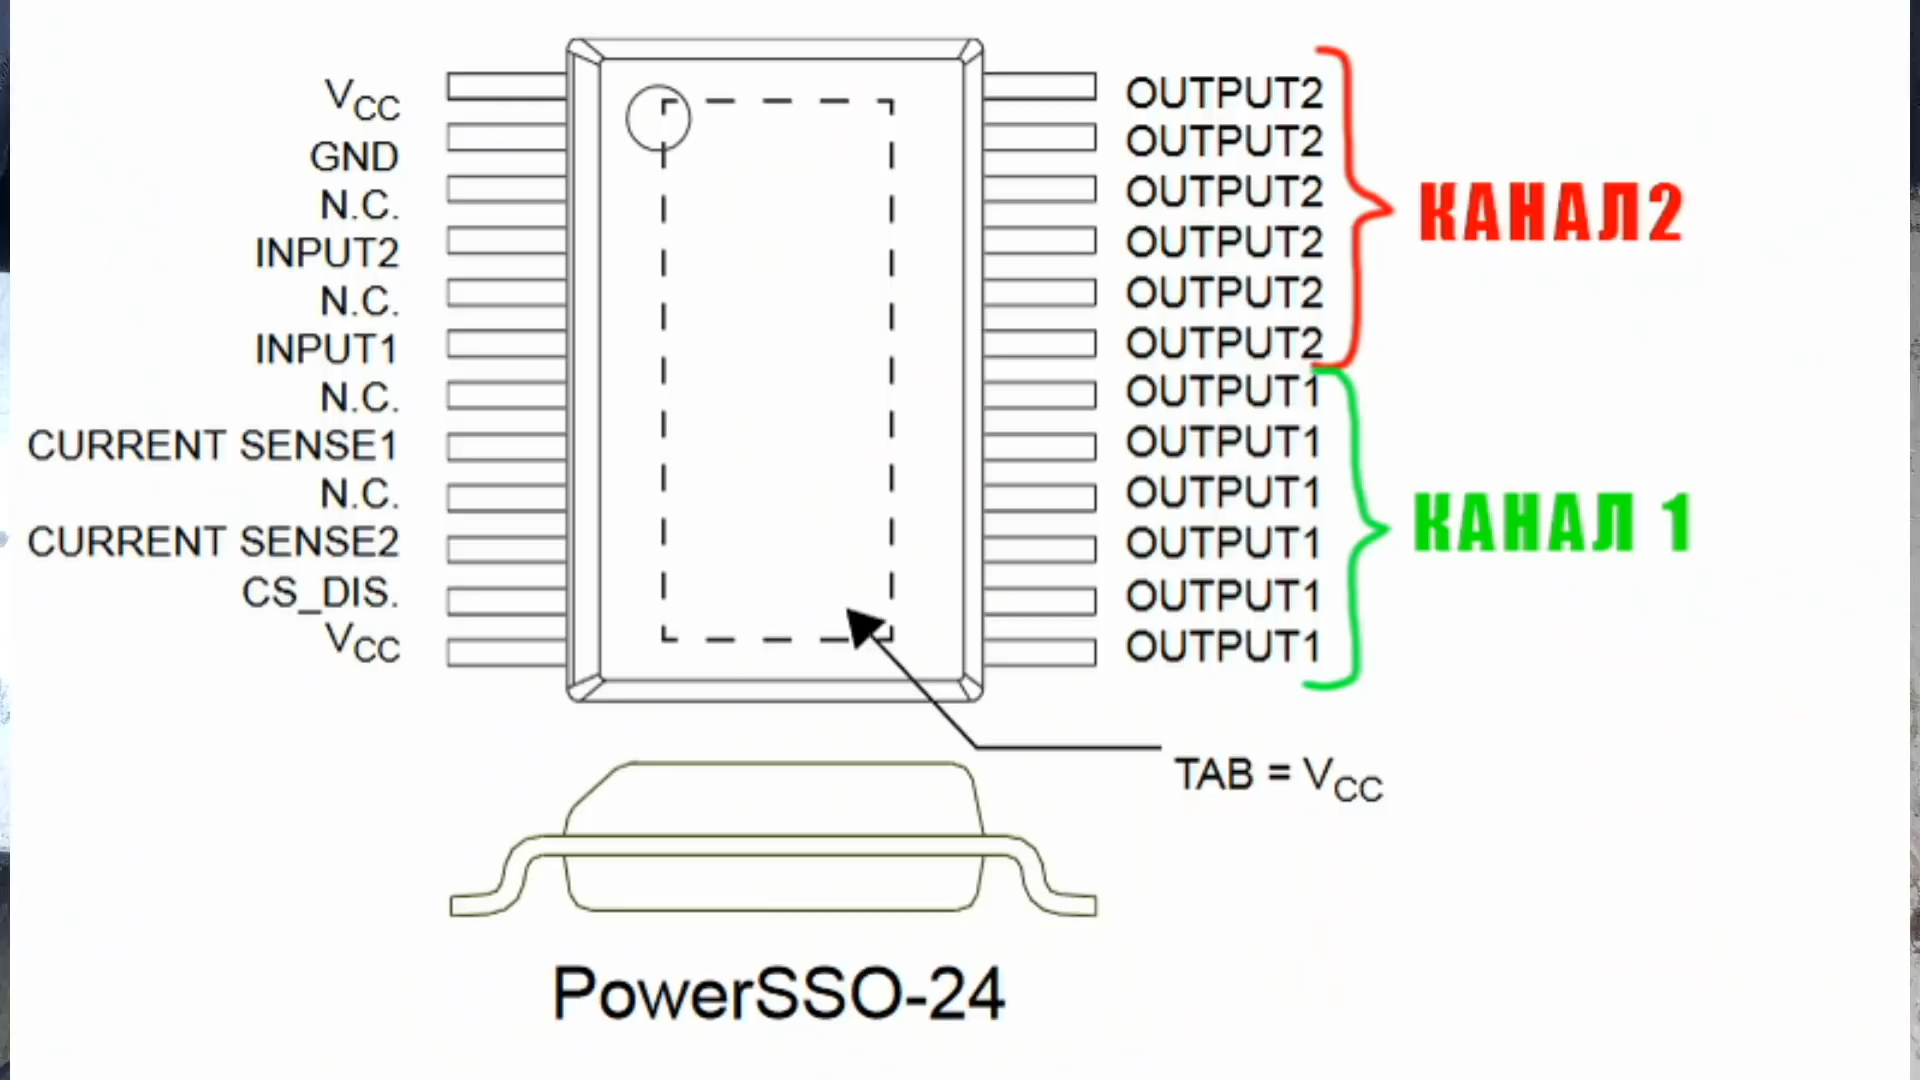 VCC
GND
N.C.
INPUT2
N.C.
INPUT1
N.C.
CURRENT SENSE1
N.C.
CURRENT SENSE2
CS_DIS.
VCC
OUTPUT2
OUTPUT2
OUTPUT2
OUTPUT2
OUTPUT2
OUTPUT2
OUTPUT1
OUTPUT1
OUTPUT1
OUTPUT1
OUTPUT1
OUTPUT1
КАНАЛ2
КАНАЛ 1
TAB = VCC
PowerSSO-24